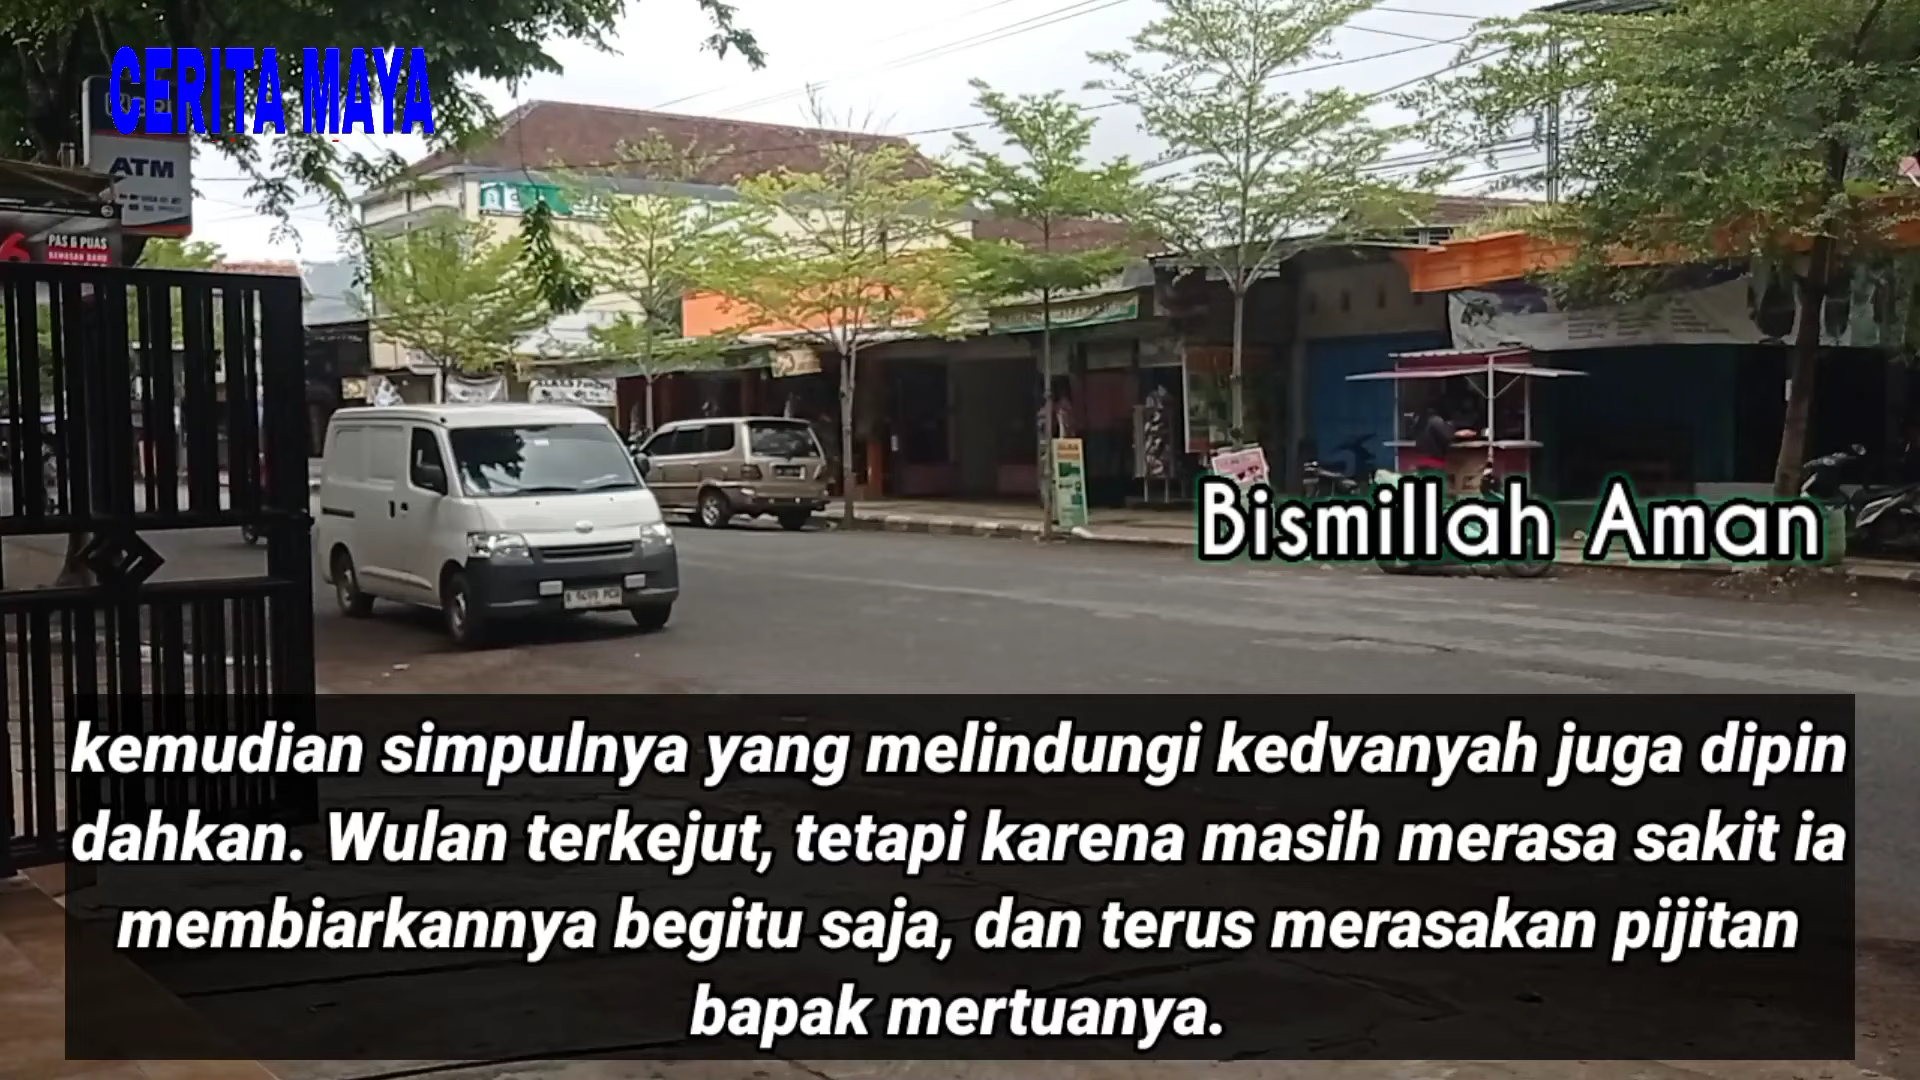 CERITA MAYA
ATM
PAS 6 PUAS
Bismillah Aman
kemudian simpulnya yang melindungi kedvanyah juga dipin
dahkan. Wulan terkejut, tetapi karena masih merasa sakit ia
membiarkannya begitu saja, dan terus merasakan pijitan
bapak mertuanya.